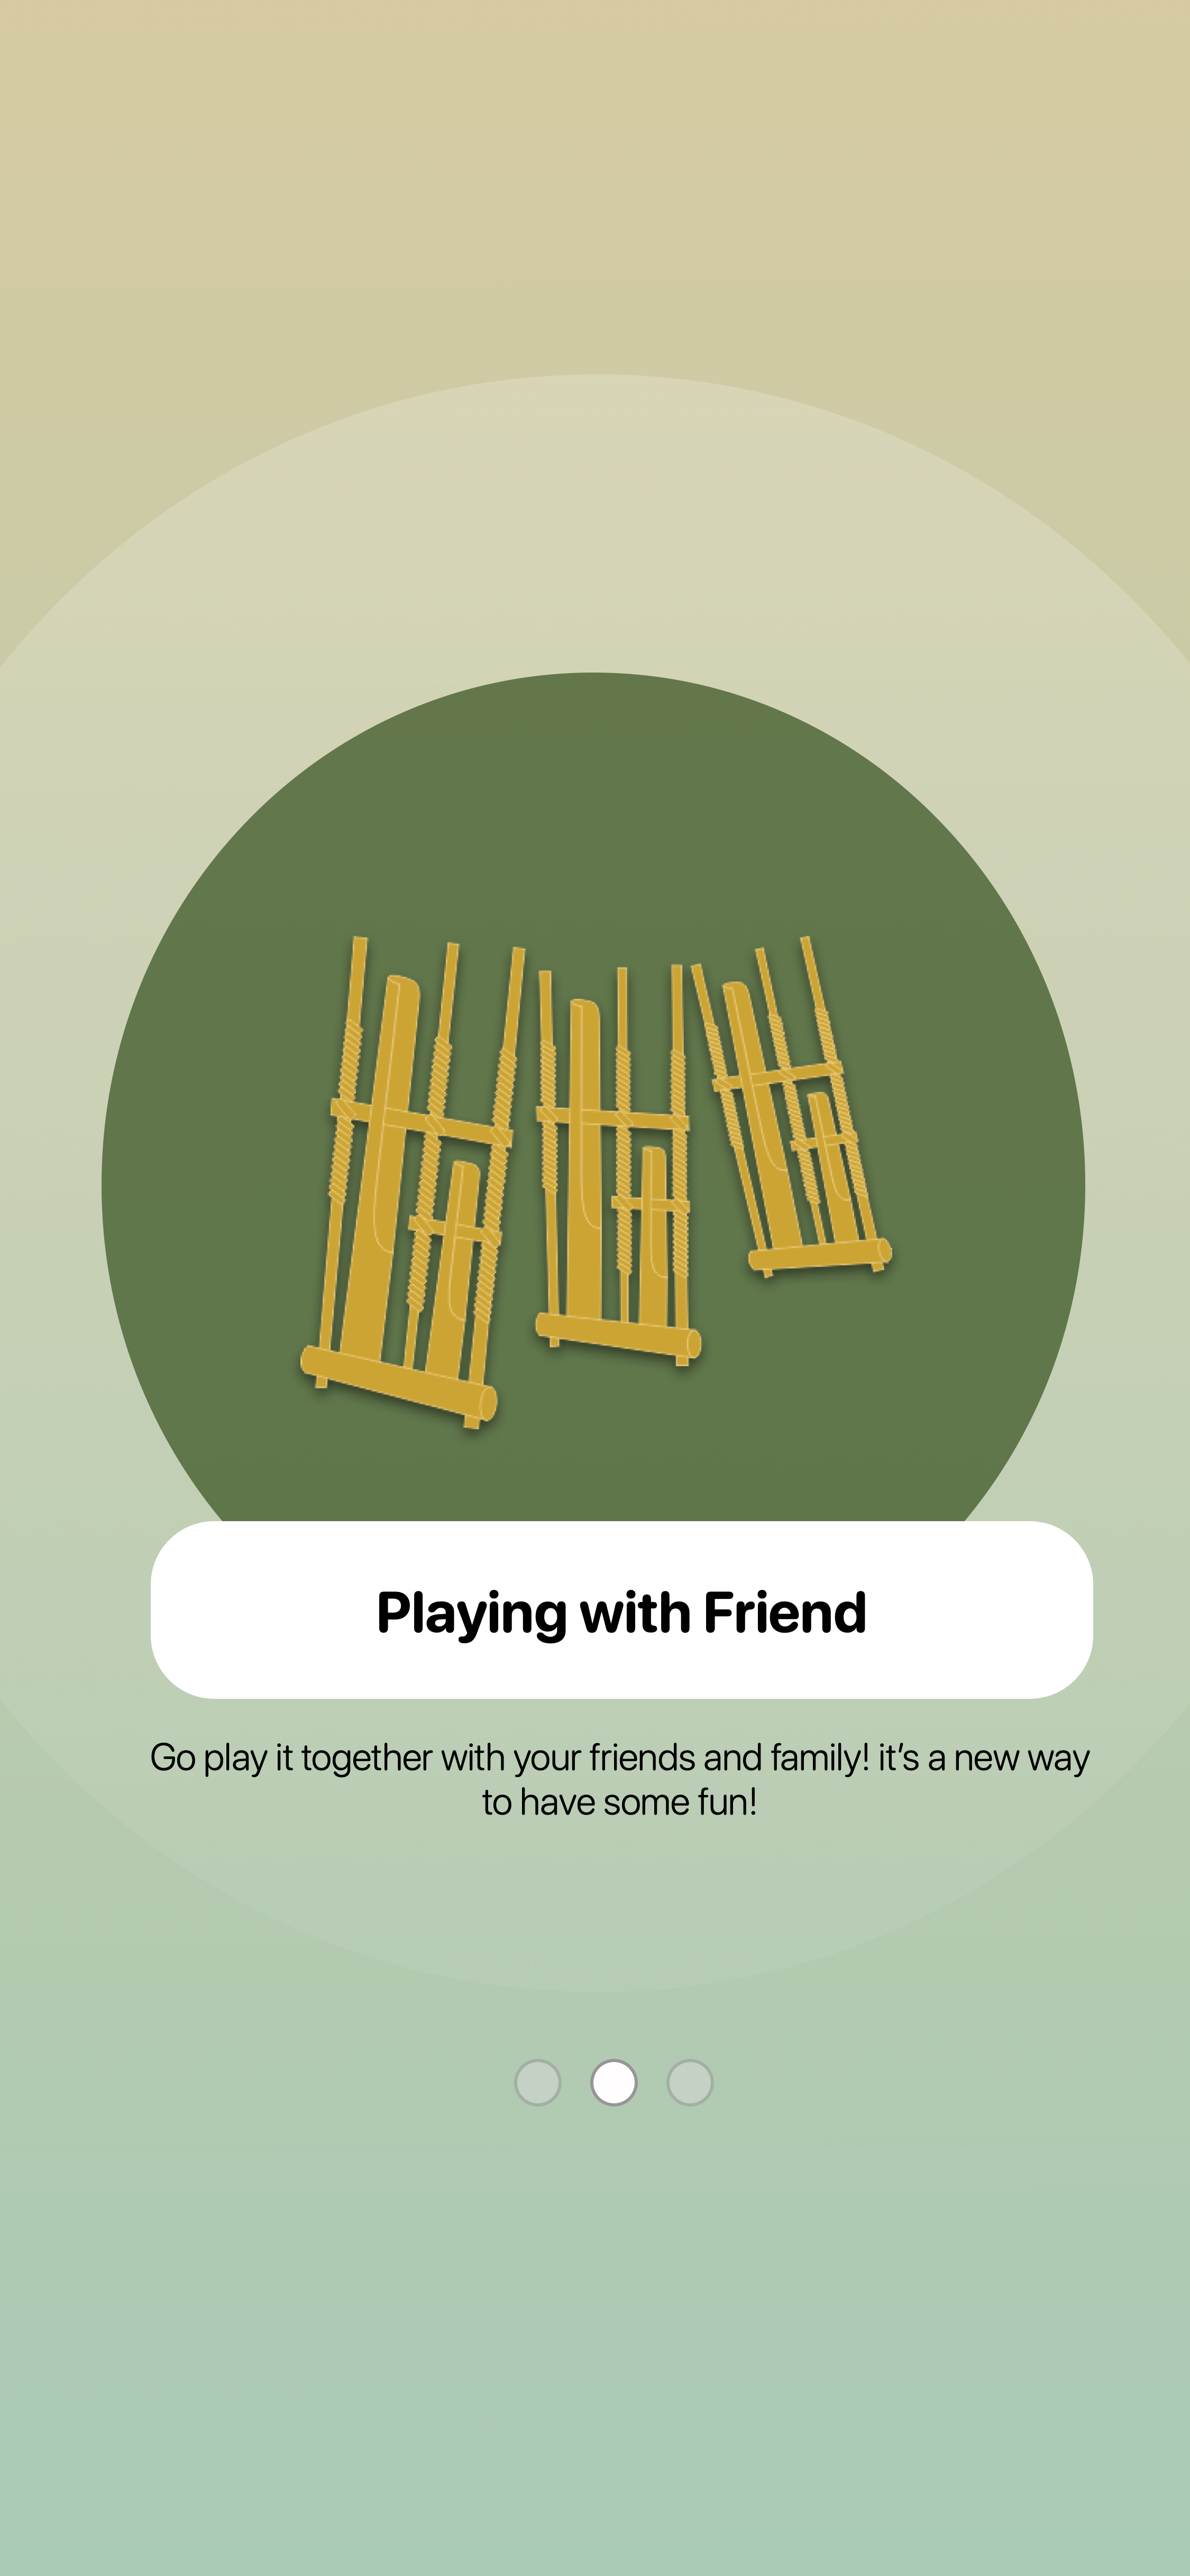 Playing with Friend
Go play it together with your friends and family! it’s a new way
to have some fun!